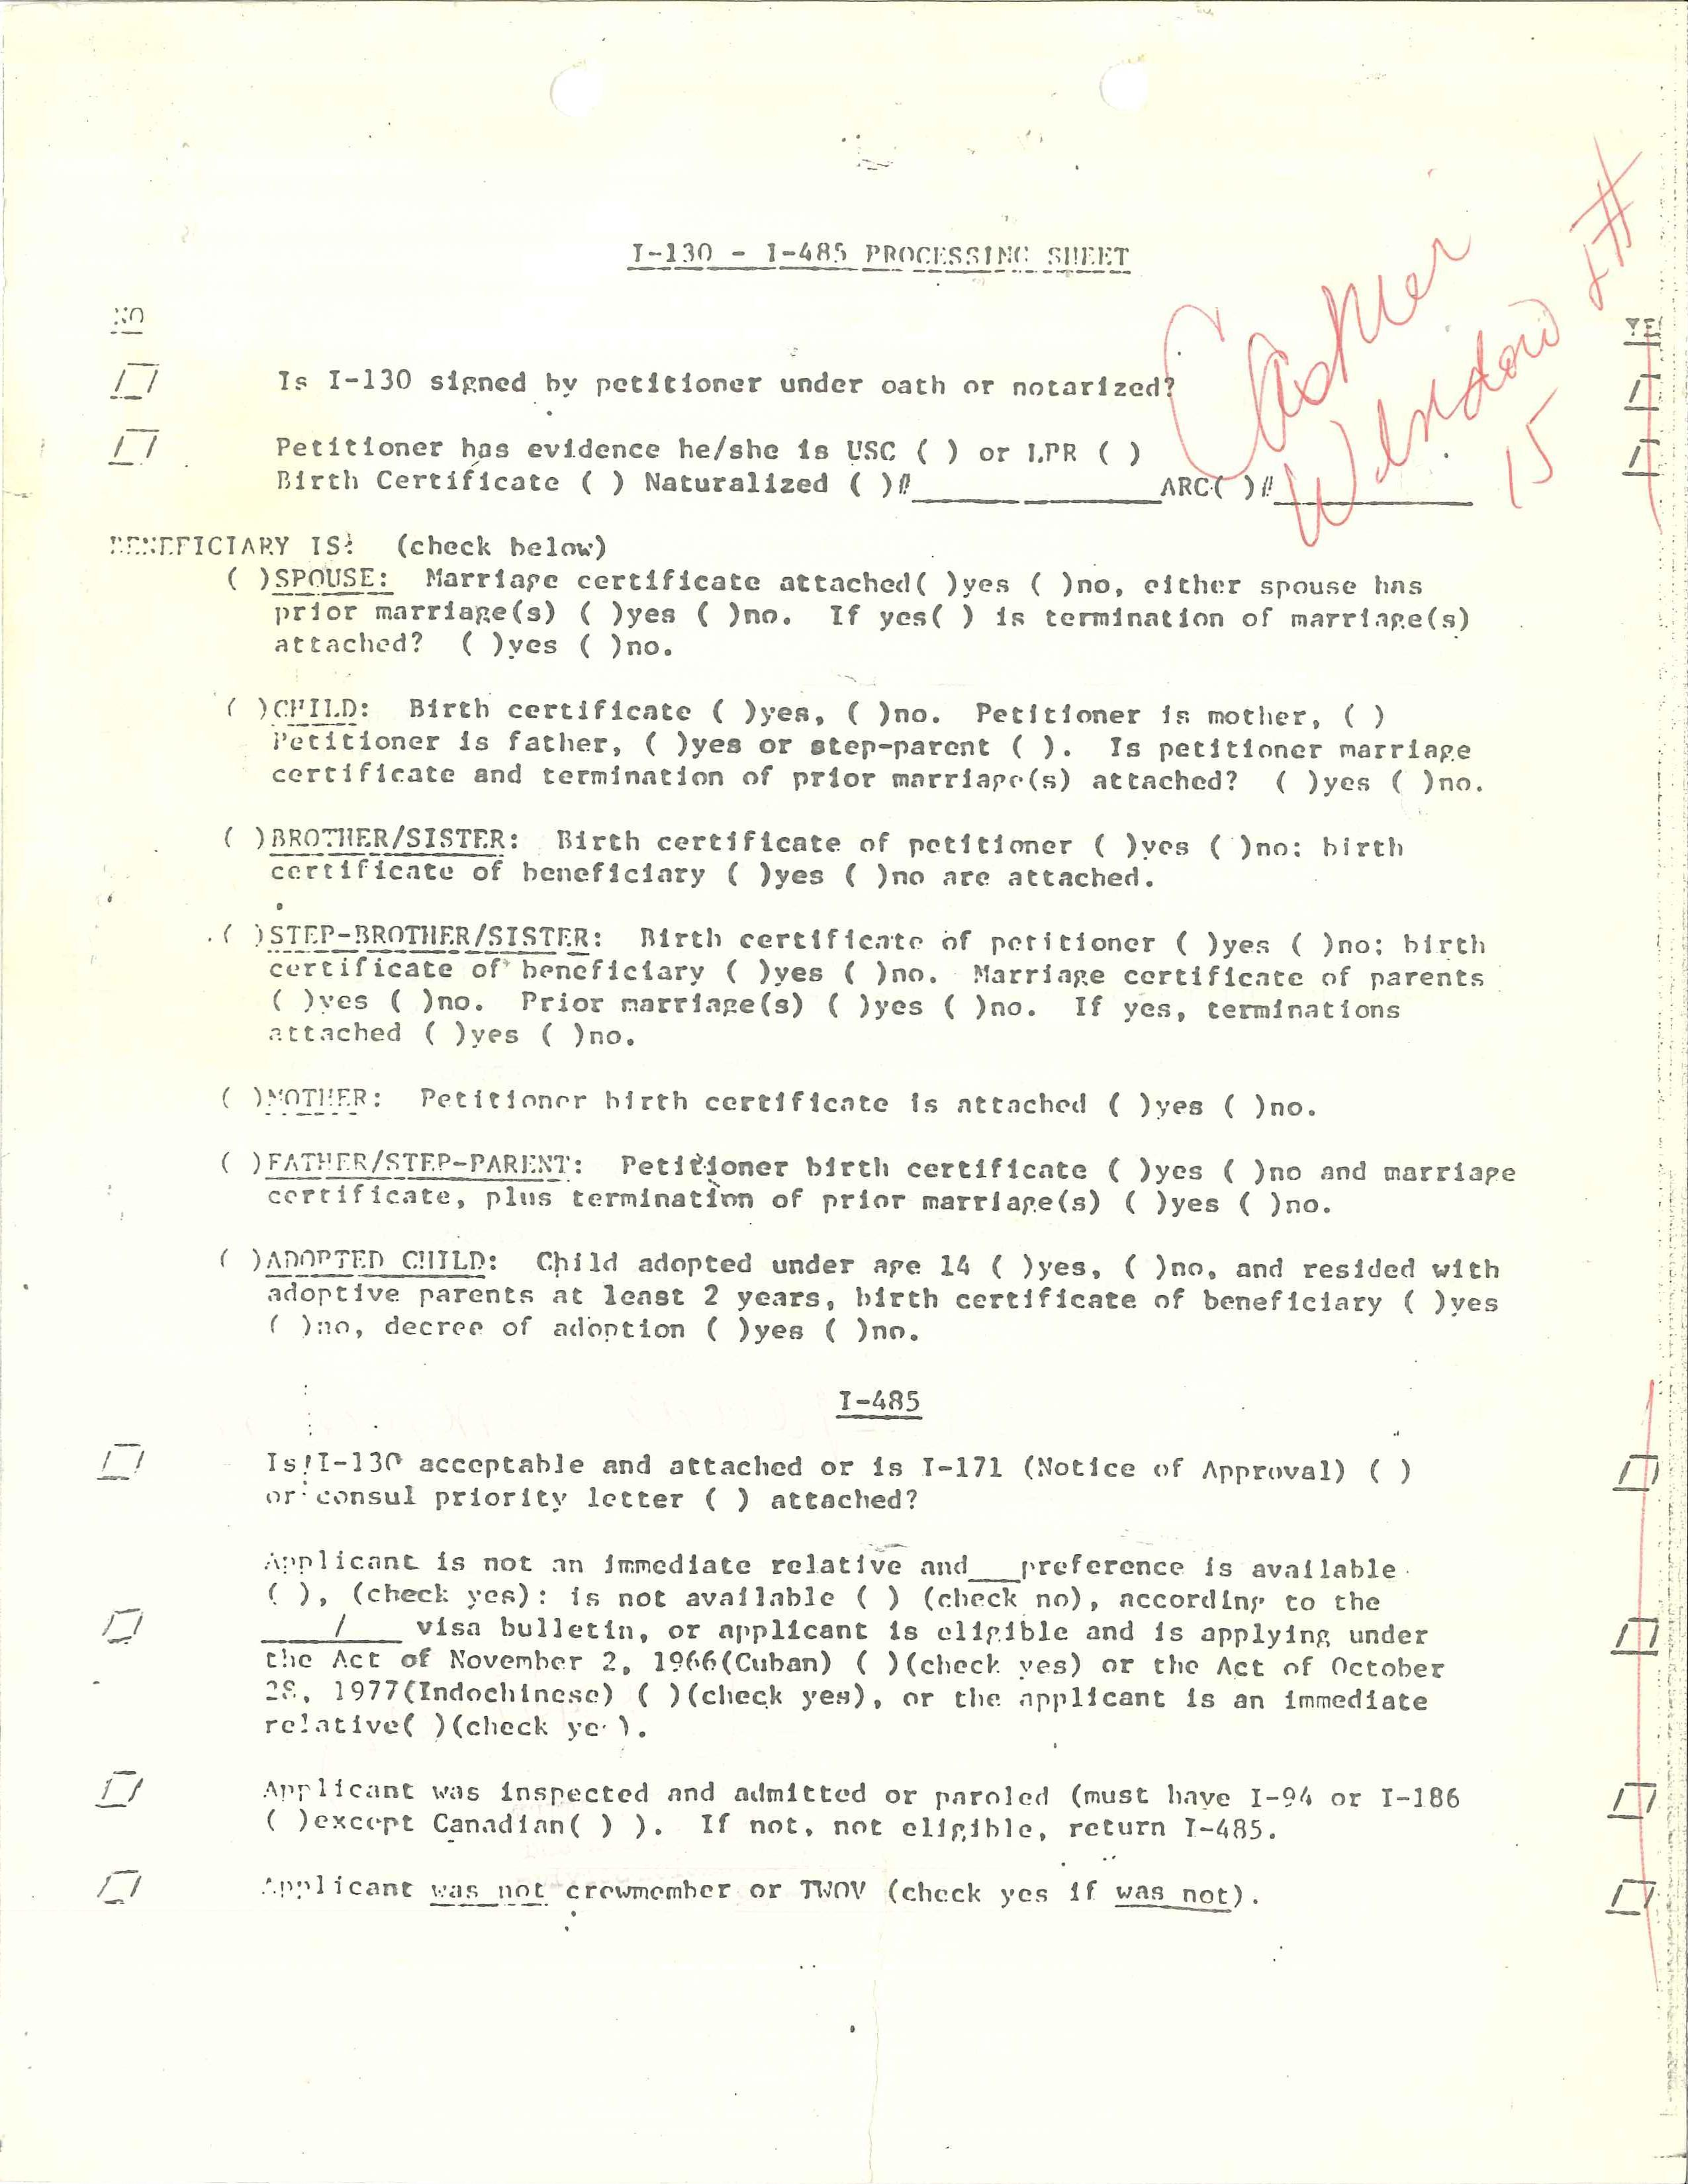 I-130 - I-485 PROCESSING SHEET
Cashier
Window #
15
NO
YE
Is I-130 signed by petitioner under oath or notarized?
Petitioner has evidence he/she is USC ( ) or LPR ( )
Birth Certificate ( ) Naturalized ( )#_______________ARC( )#____________
BENEFICIARY IS: (check below)
( )SPOUSE: Marriage certificate attached( )yes ( )no, either spouse has
prior marriage(s) ( )yes ( )no. If yes( ) is termination of marriage(s)
attached? ( )yes ( )no.
( )CHILD: Birth certificate ( )yes, ( )no. Petitioner is mother, ( )
Petitioner is father, ( )yes or step-parent ( ). Is petitioner marriage
certificate and termination of prior marriage(s) attached? ( )yes ( )no.
( )BROTHER/SISTER: Birth certificate of petitioner ( )yes ( )no: birth
certificate of beneficiary ( )yes ( )no are attached.
( )STEP-BROTHER/SISTER: Birth certificate of petitioner ( )yes ( )no; birth
certificate of beneficiary ( )yes ( )no. Marriage certificate of parents
( )yes ( )no. Prior marriage(s) ( )yes ( )no. If yes, terminations
attached ( )yes ( )no.
( )MOTHER: Petitioner birth certificate is attached ( )yes ( )no.
( )FATHER/STEP-PARENT: Petitioner birth certificate ( )yes ( )no and marriage
certificate, plus termination of prior marriage(s) ( )yes ( )no.
( )ADOPTED CHILD: Child adopted under age 14 ( )yes, ( )no, and resided with
adoptive parents at least 2 years, birth certificate of beneficiary ( )yes
( )no, decree of adoption ( )yes ( )no.
I-485
Is I-130 acceptable and attached or is I-171 (Notice of Approval) ( )
or consul priority letter ( ) attached?
Applicant is not an immediate relative and___preference is available
( ), (check yes): is not available ( ) (check no), according to the
____/____ visa bulletin, or applicant is eligible and is applying under
the Act of November 2, 1966(Cuban) ( )(check yes) or the Act of October
28, 1977(Indochinese) ( )(check yes), or the applicant is an immediate
relative( )(check ye ).
Applicant was inspected and admitted or paroled (must have I-94 or I-186
( )except Canadian( ) ). If not, not eligible, return I-485.
Applicant was not crewmember or TWOV (check yes if was not).